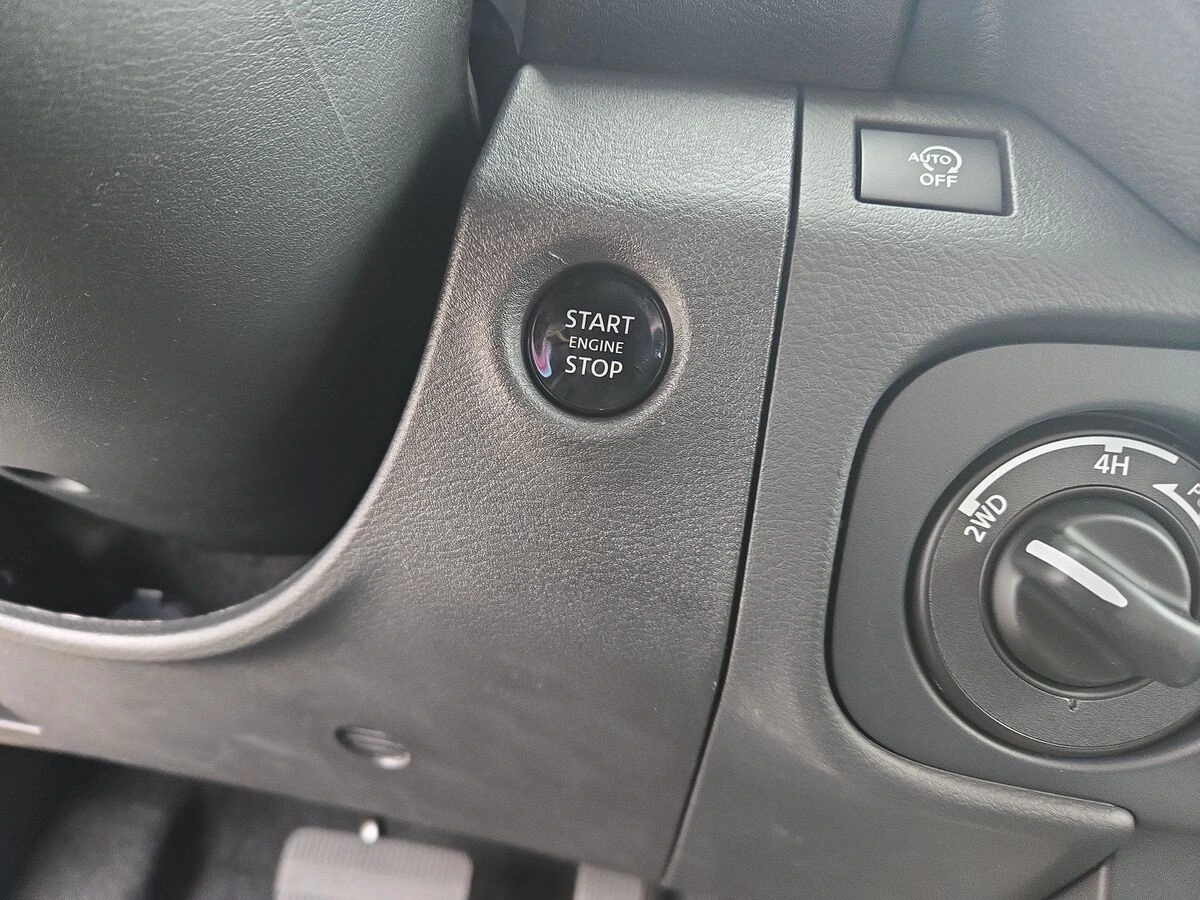 AUTO
OFF
START
ENGINE
STOP
4H
2WD